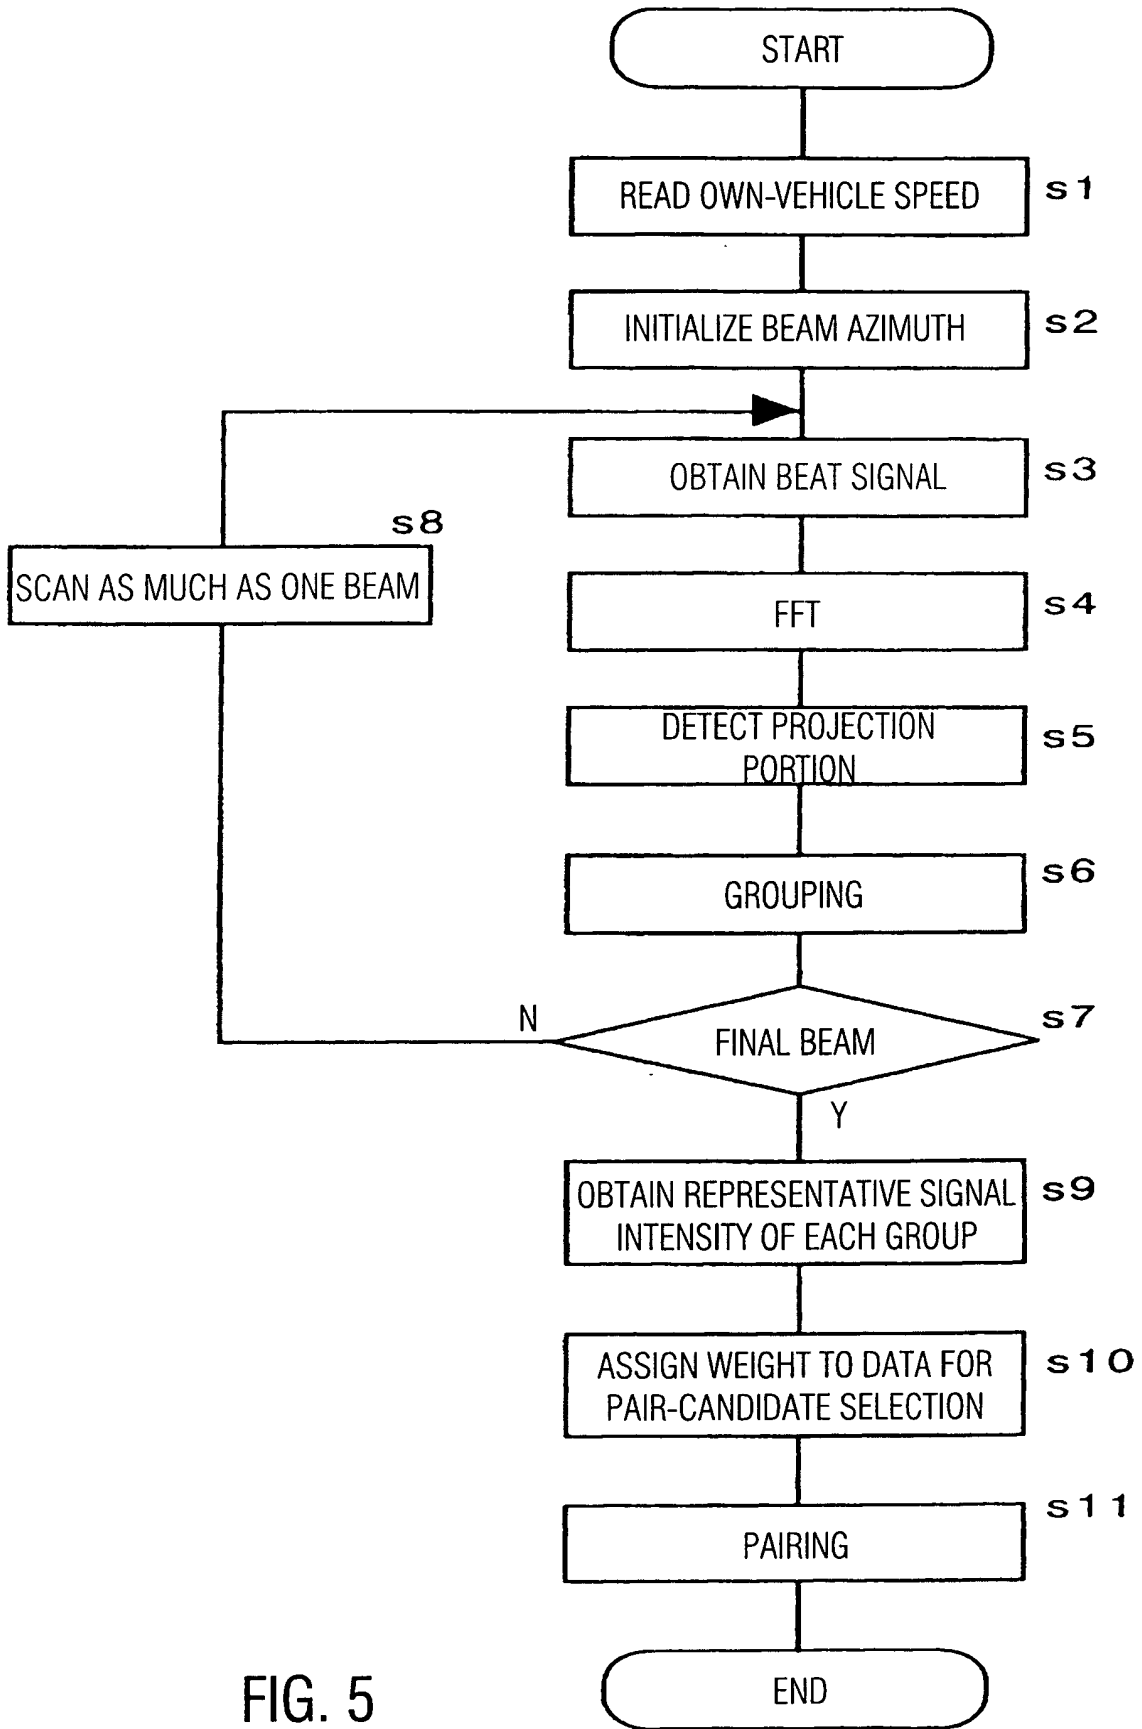 START
READ OWN-VEHICLE SPEED
s1
INITIALIZE BEAM AZIMUTH
s2
OBTAIN BEAT SIGNAL
s3
s8
SCAN AS MUCH AS ONE BEAM
FFT
s4
DETECT PROJECTION
PORTION
s5
GROUPING
s6
N
FINAL BEAM
s7
Y
OBTAIN REPRESENTATIVE SIGNAL
INTENSITY OF EACH GROUP
s9
ASSIGN WEIGHT TO DATA FOR
PAIR-CANDIDATE SELECTION
s10
PAIRING
s11
END
FIG. 5